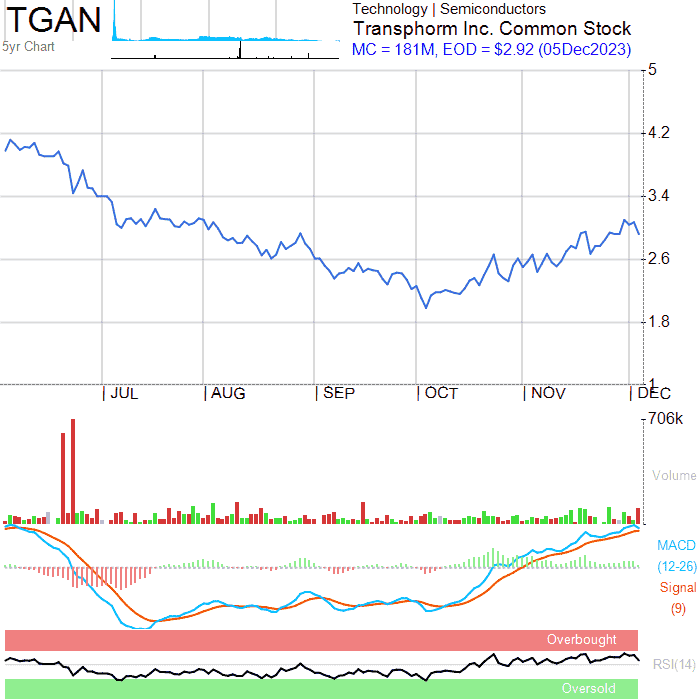 TGAN
5yr Chart
Technology | Semiconductors
Transphorm Inc. Common Stock
MC = 181M, EOD = $2.92 (05Dec2023)
5
4.2
3.4
2.6
1.8
1
JUL AUG SEP OCT NOV DEC
706k
Volume
MACD
(12-26)
Signal
(9)
Overbought
RSI(14)
Oversold